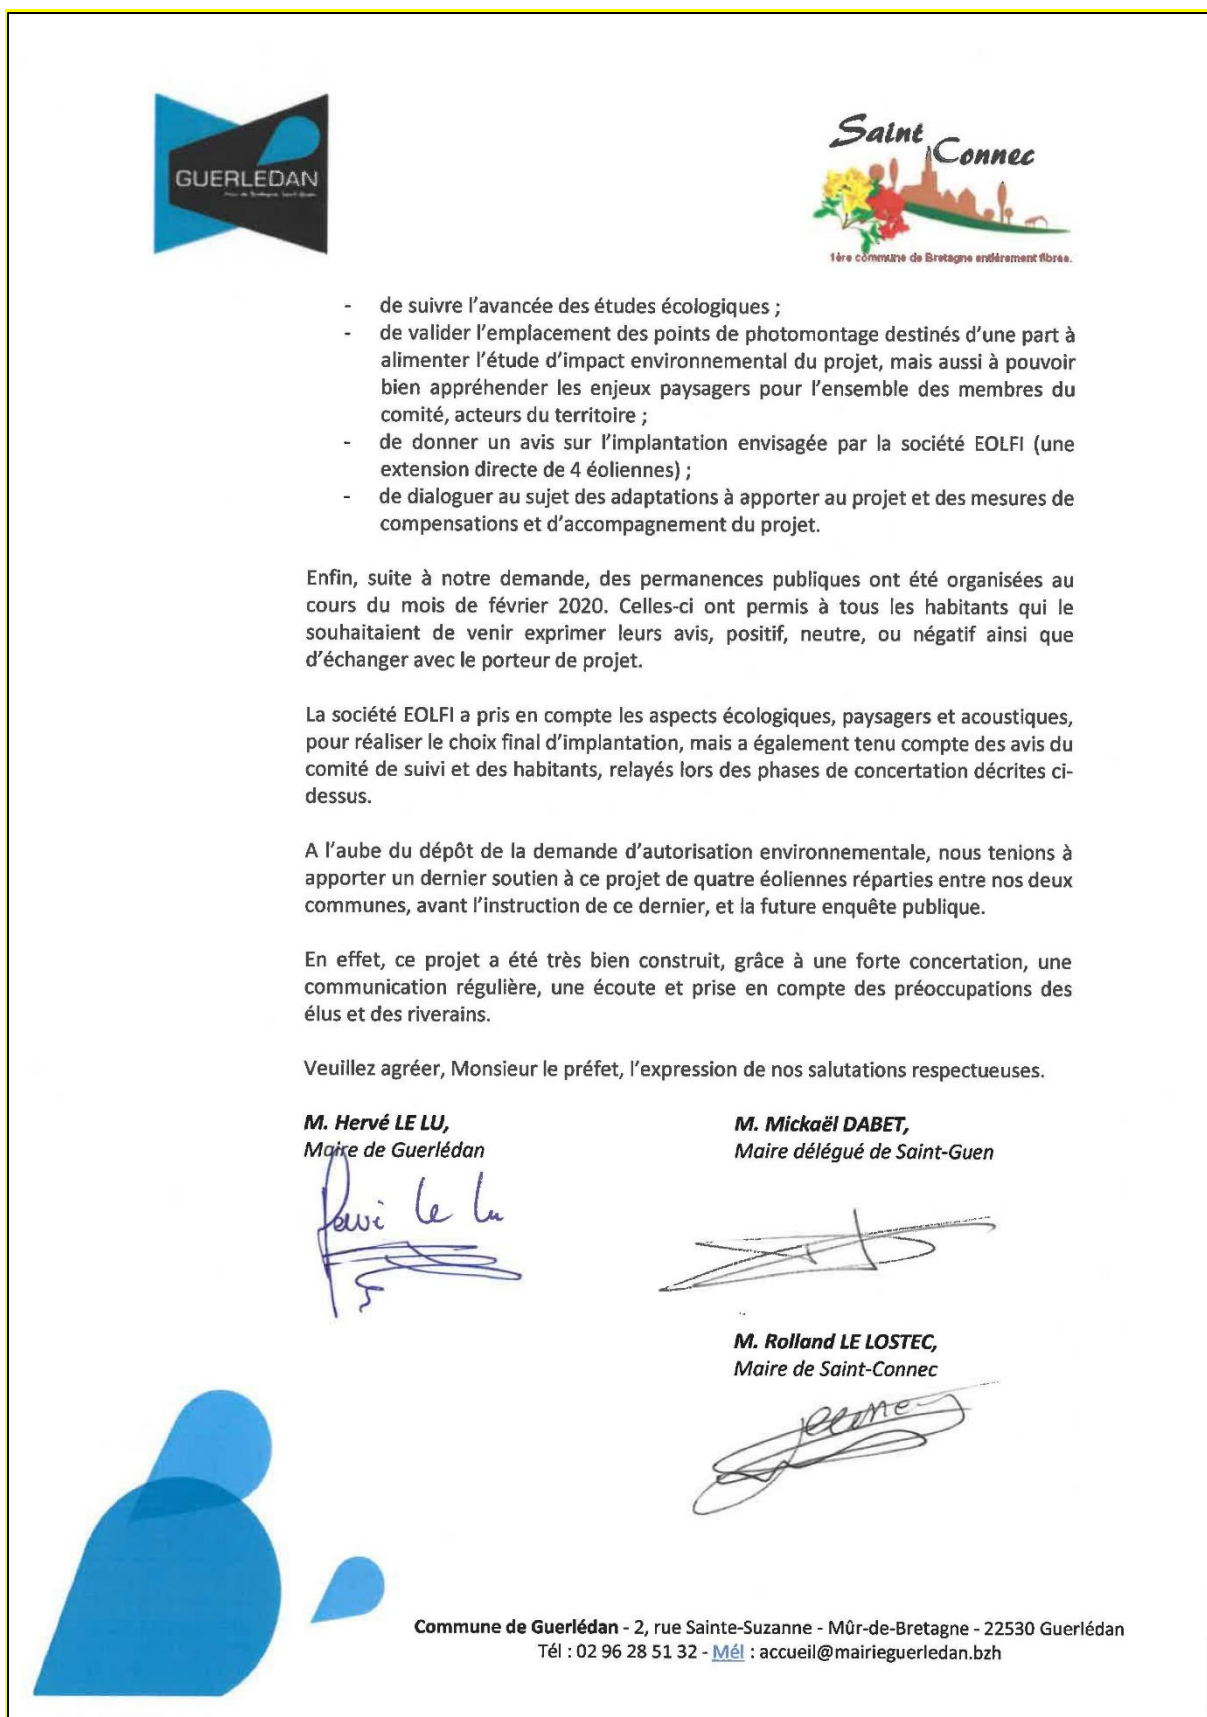 GUERLEDAN
Saint
Connec
1ère commune de Bretagne entièrement fibrée.
- de suivre l'avancée des études écologiques ;
- de valider l'emplacement des points de photomontage destinés d'une part à
alimenter l'étude d'impact environnemental du projet, mais aussi à pouvoir
bien appréhender les enjeux paysagers pour l'ensemble des membres du
comité, acteurs du territoire ;
- de donner un avis sur l'implantation envisagée par la société EOLFI (une
extension directe de 4 éoliennes) ;
- de dialoguer au sujet des adaptations à apporter au projet et des mesures de
compensations et d'accompagnement du projet.
Enfin, suite à notre demande, des permanences publiques ont été organisées au
cours du mois de février 2020. Celles-ci ont permis à tous les habitants qui le
souhaitaient de venir exprimer leurs avis, positif, neutre, ou négatif ainsi que
d'échanger avec le porteur de projet.
La société EOLFI a pris en compte les aspects écologiques, paysagers et acoustiques,
pour réaliser le choix final d'implantation, mais a également tenu compte des avis du
comité de suivi et des habitants, relayés lors des phases de concertation décrites ci-
dessus.
A l'aube du dépôt de la demande d'autorisation environnementale, nous tenions à
apporter un dernier soutien à ce projet de quatre éoliennes réparties entre nos deux
communes, avant l'instruction de ce dernier, et la future enquête publique.
En effet, ce projet a été très bien construit, grâce à une forte concertation, une
communication régulière, une écoute et prise en compte des préoccupations des
élus et des riverains.
Veuillez agréer, Monsieur le préfet, l'expression de nos salutations respectueuses.
M. Hervé LE LU,
Maire de Guerlédan
M. Mickaël DABET,
Maire délégué de Saint-Guen
Le Lu
M. Rolland LE LOSTEC,
Maire de Saint-Connec
Commune de Guerlédan - 2, rue Sainte-Suzanne - Mûr-de-Bretagne - 22530 Guerlédan
Tél : 02 96 28 51 32 - Mél : accueil@mairieguerledan.bzh